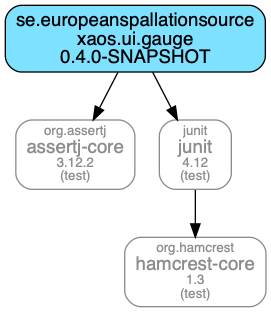 se.europeanspallationsource
xaos.ui.gauge
0.4.0-SNAPSHOT
org.assertj
assertj-core
3.12.2
(test)
junit
junit
4.12
(test)
org.hamcrest
hamcrest-core
1.3
(test)